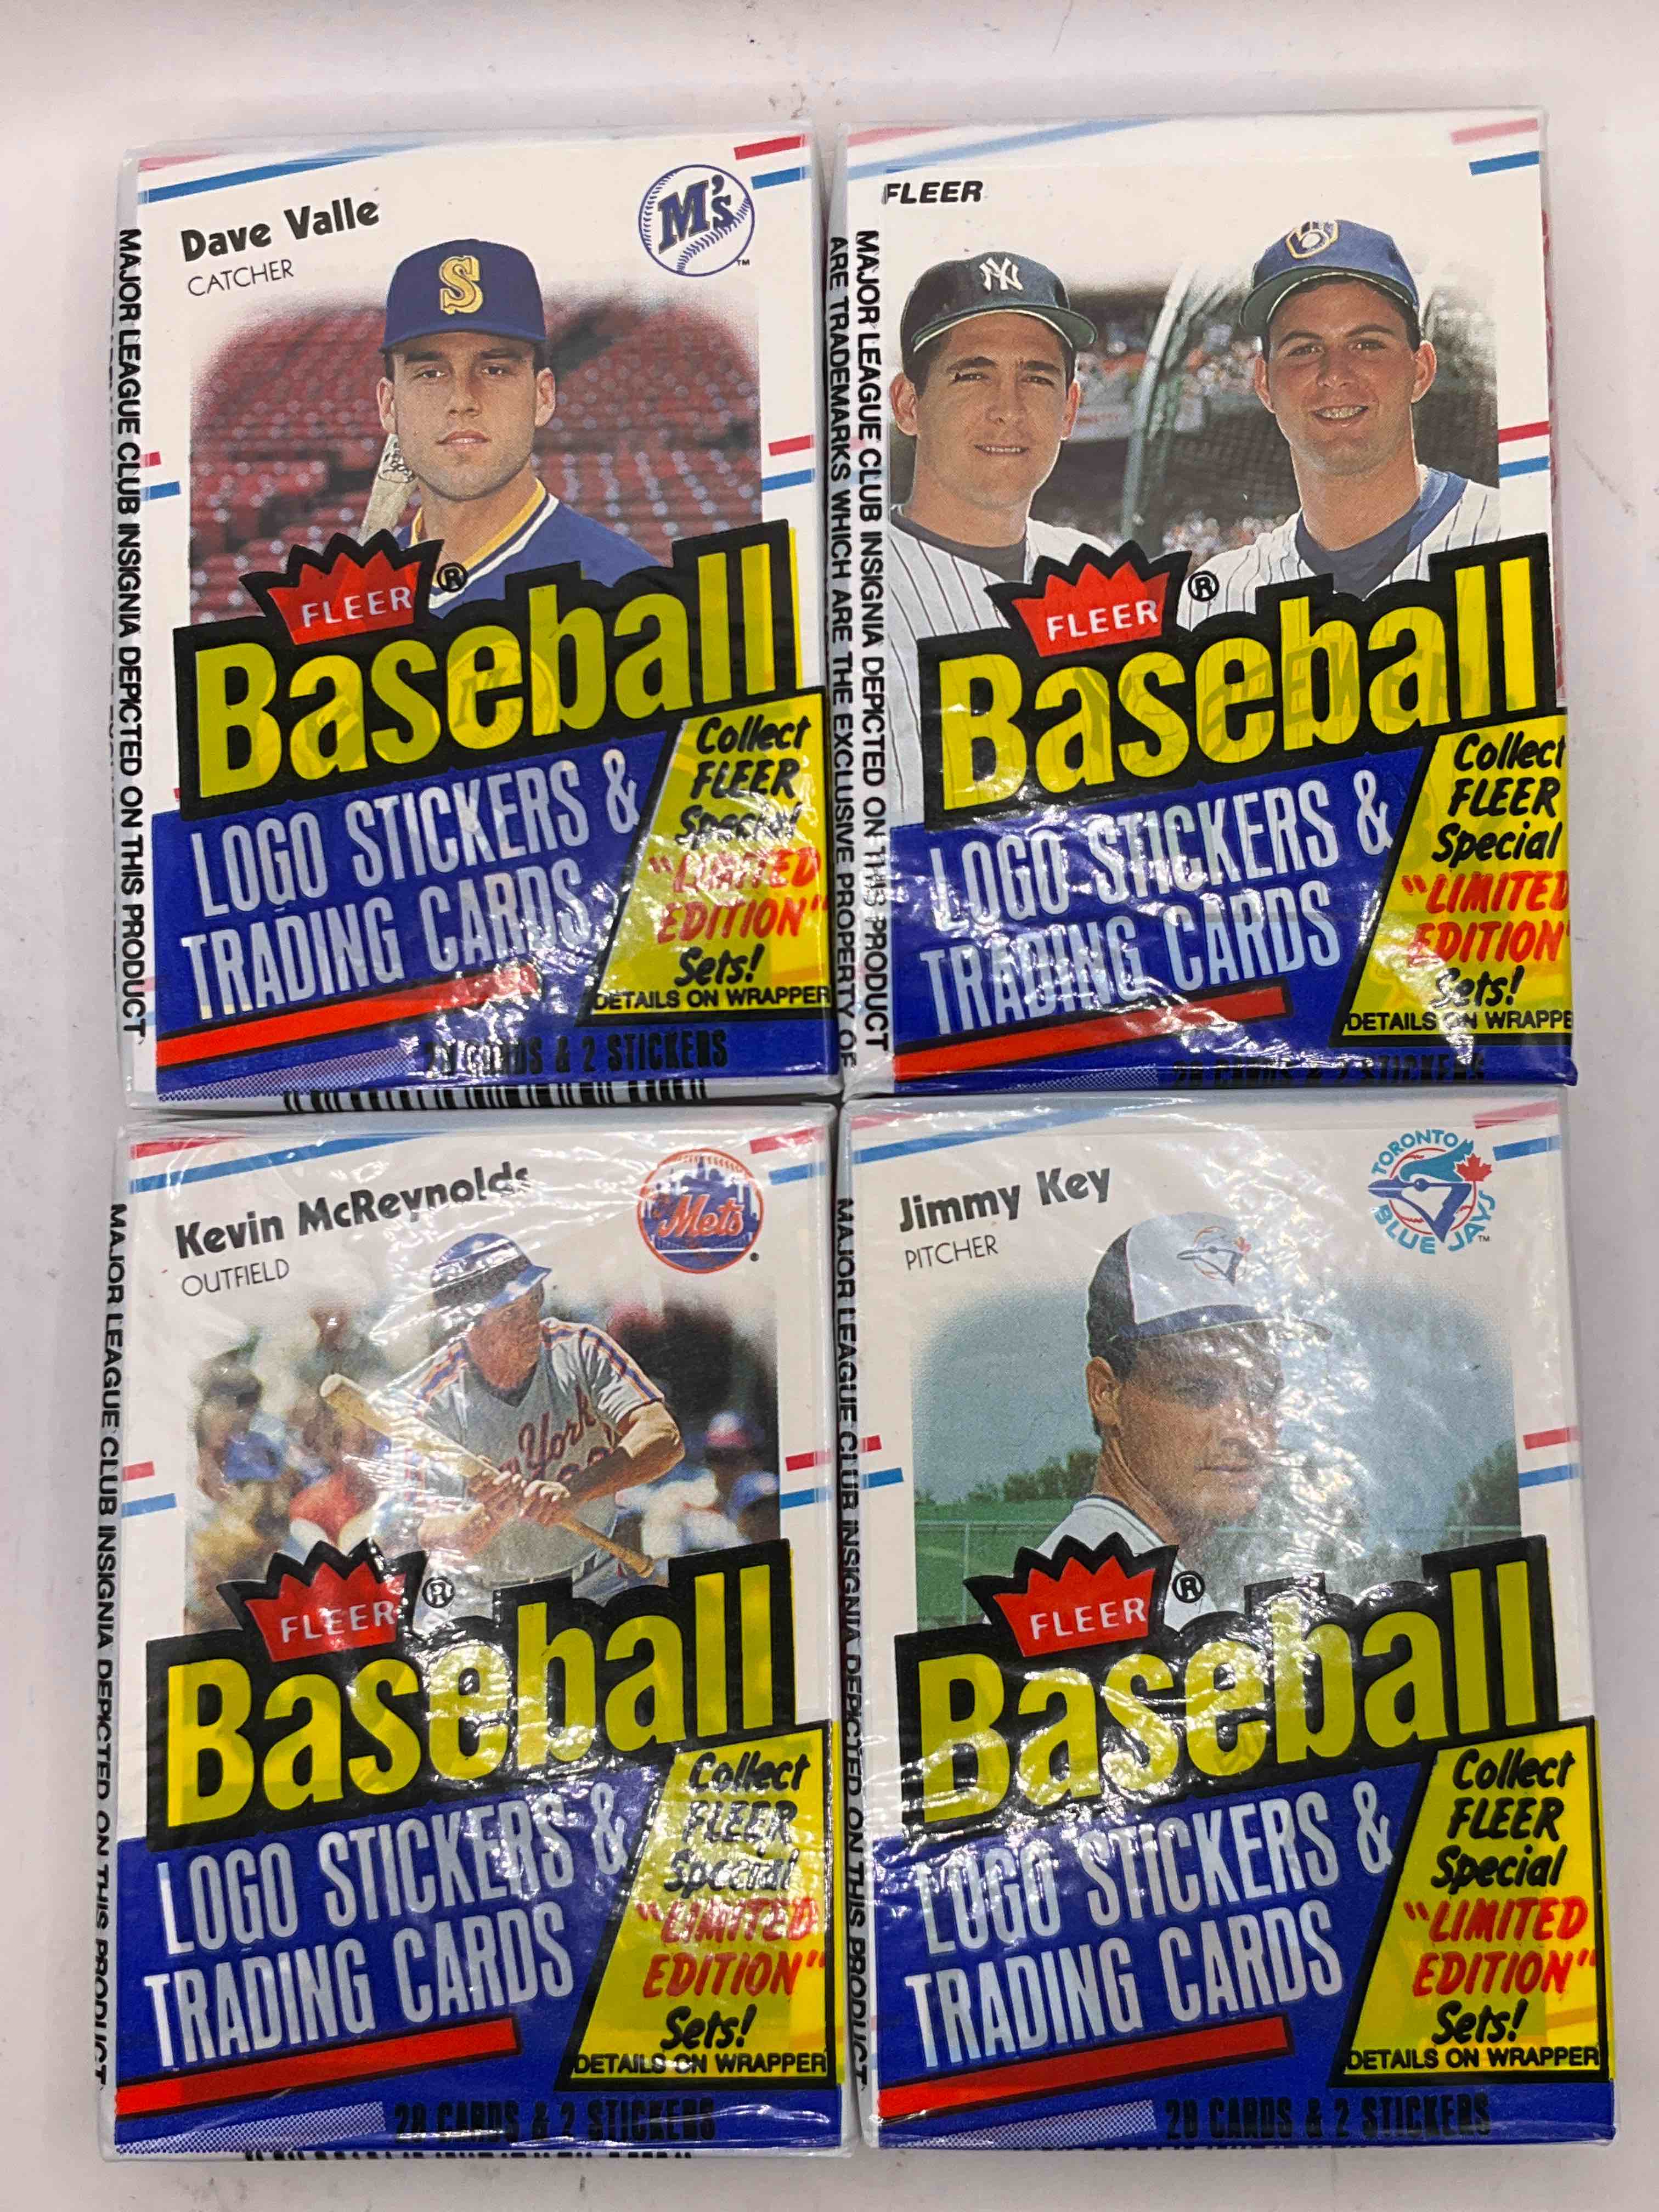 Dave Valle
CATCHER
M's
TM
S
MAJOR LEAGUE CLUB INSIGNIA DEPICTED ON THIS PRODUCT
FLEER ®
Baseball
LOGO STICKERS &
TRADING CARDS
Collect
FLEER
Special
"LIMITED
EDITION"
Sets!
DETAILS ON WRAPPER
CARDS & 2 STICKERS
FLEER
NY
ARE TRADEMARKS WHICH ARE THE EXCLUSIVE PROPERTY OF
MAJOR LEAGUE CLUB INSIGNIA DEPICTED ON THIS PRODUCT
FLEER ®
Baseball
LOGO STICKERS &
TRADING CARDS
Collect
FLEER
Special
"LIMITED
EDITION"
Sets!
DETAILS ON WRAPPE
Kevin McReynolds
OUTFIELD
Mets
®
York
MAJOR LEAGUE CLUB INSIGNIA DEPICTED ON THIS PRODUCT
FLEER ®
Baseball
LOGO STICKERS &
TRADING CARDS
Collect
FLEER
Special
"LIMITED
EDITION"
Sets!
DETAILS ON WRAPPER
28 CARDS & 2 STICKERS
Jimmy Key
PITCHER
TORONTO
BLUE JAYS
TM
MAJOR LEAGUE CLUB INSIGNIA DEPICTED ON THIS PRODUCT
FLEER ®
Baseball
LOGO STICKERS &
TRADING CARDS
Collect
FLEER
Special
"LIMITED
EDITION"
Sets!
DETAILS ON WRAPPER
28 CARDS & 2 STICKERS